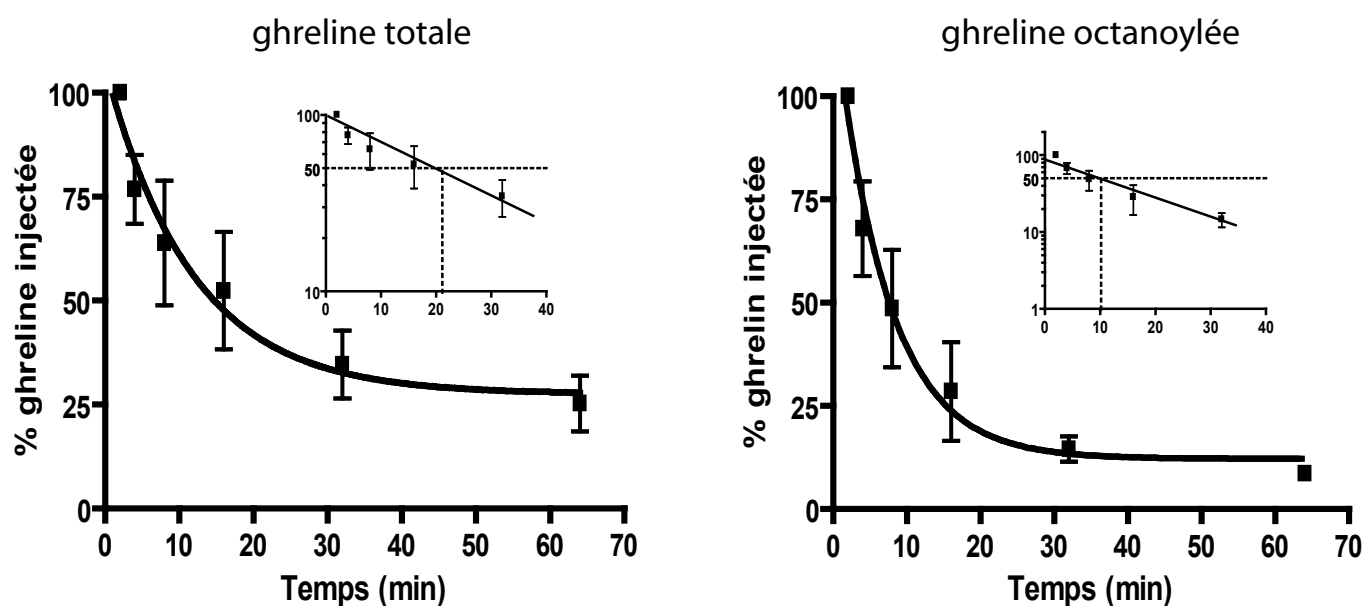 ghreline totale
100
75
50
25
0
% ghreline injectée
0 10 20 30 40 50 60 70
Temps (min)
100
50
10
0 10 20 30 40
ghreline octanoylée
100
75
50
25
0
% ghrelin injectée
0 10 20 30 40 50 60 70
Temps (min)
100
50
10
1
0 10 20 30 40